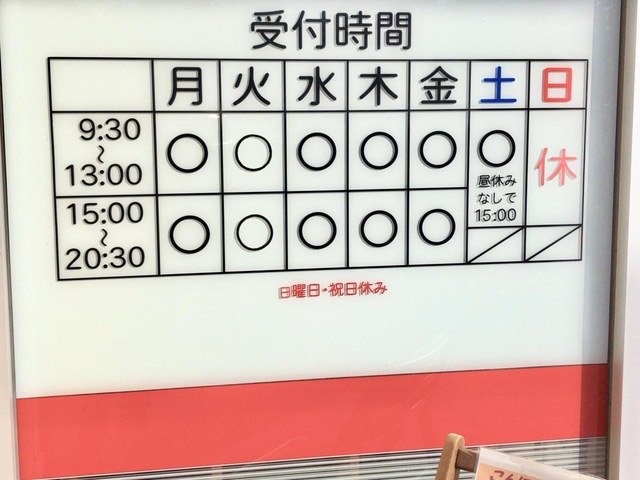 受付時間
月 火 水 木 金 土 日
9:30
~
13:00
○ ○ ○ ○ ○ ○ 休
昼休み
なしで
15:00
15:00
~
20:30
○ ○ ○ ○ ○
日曜日・祝日休み